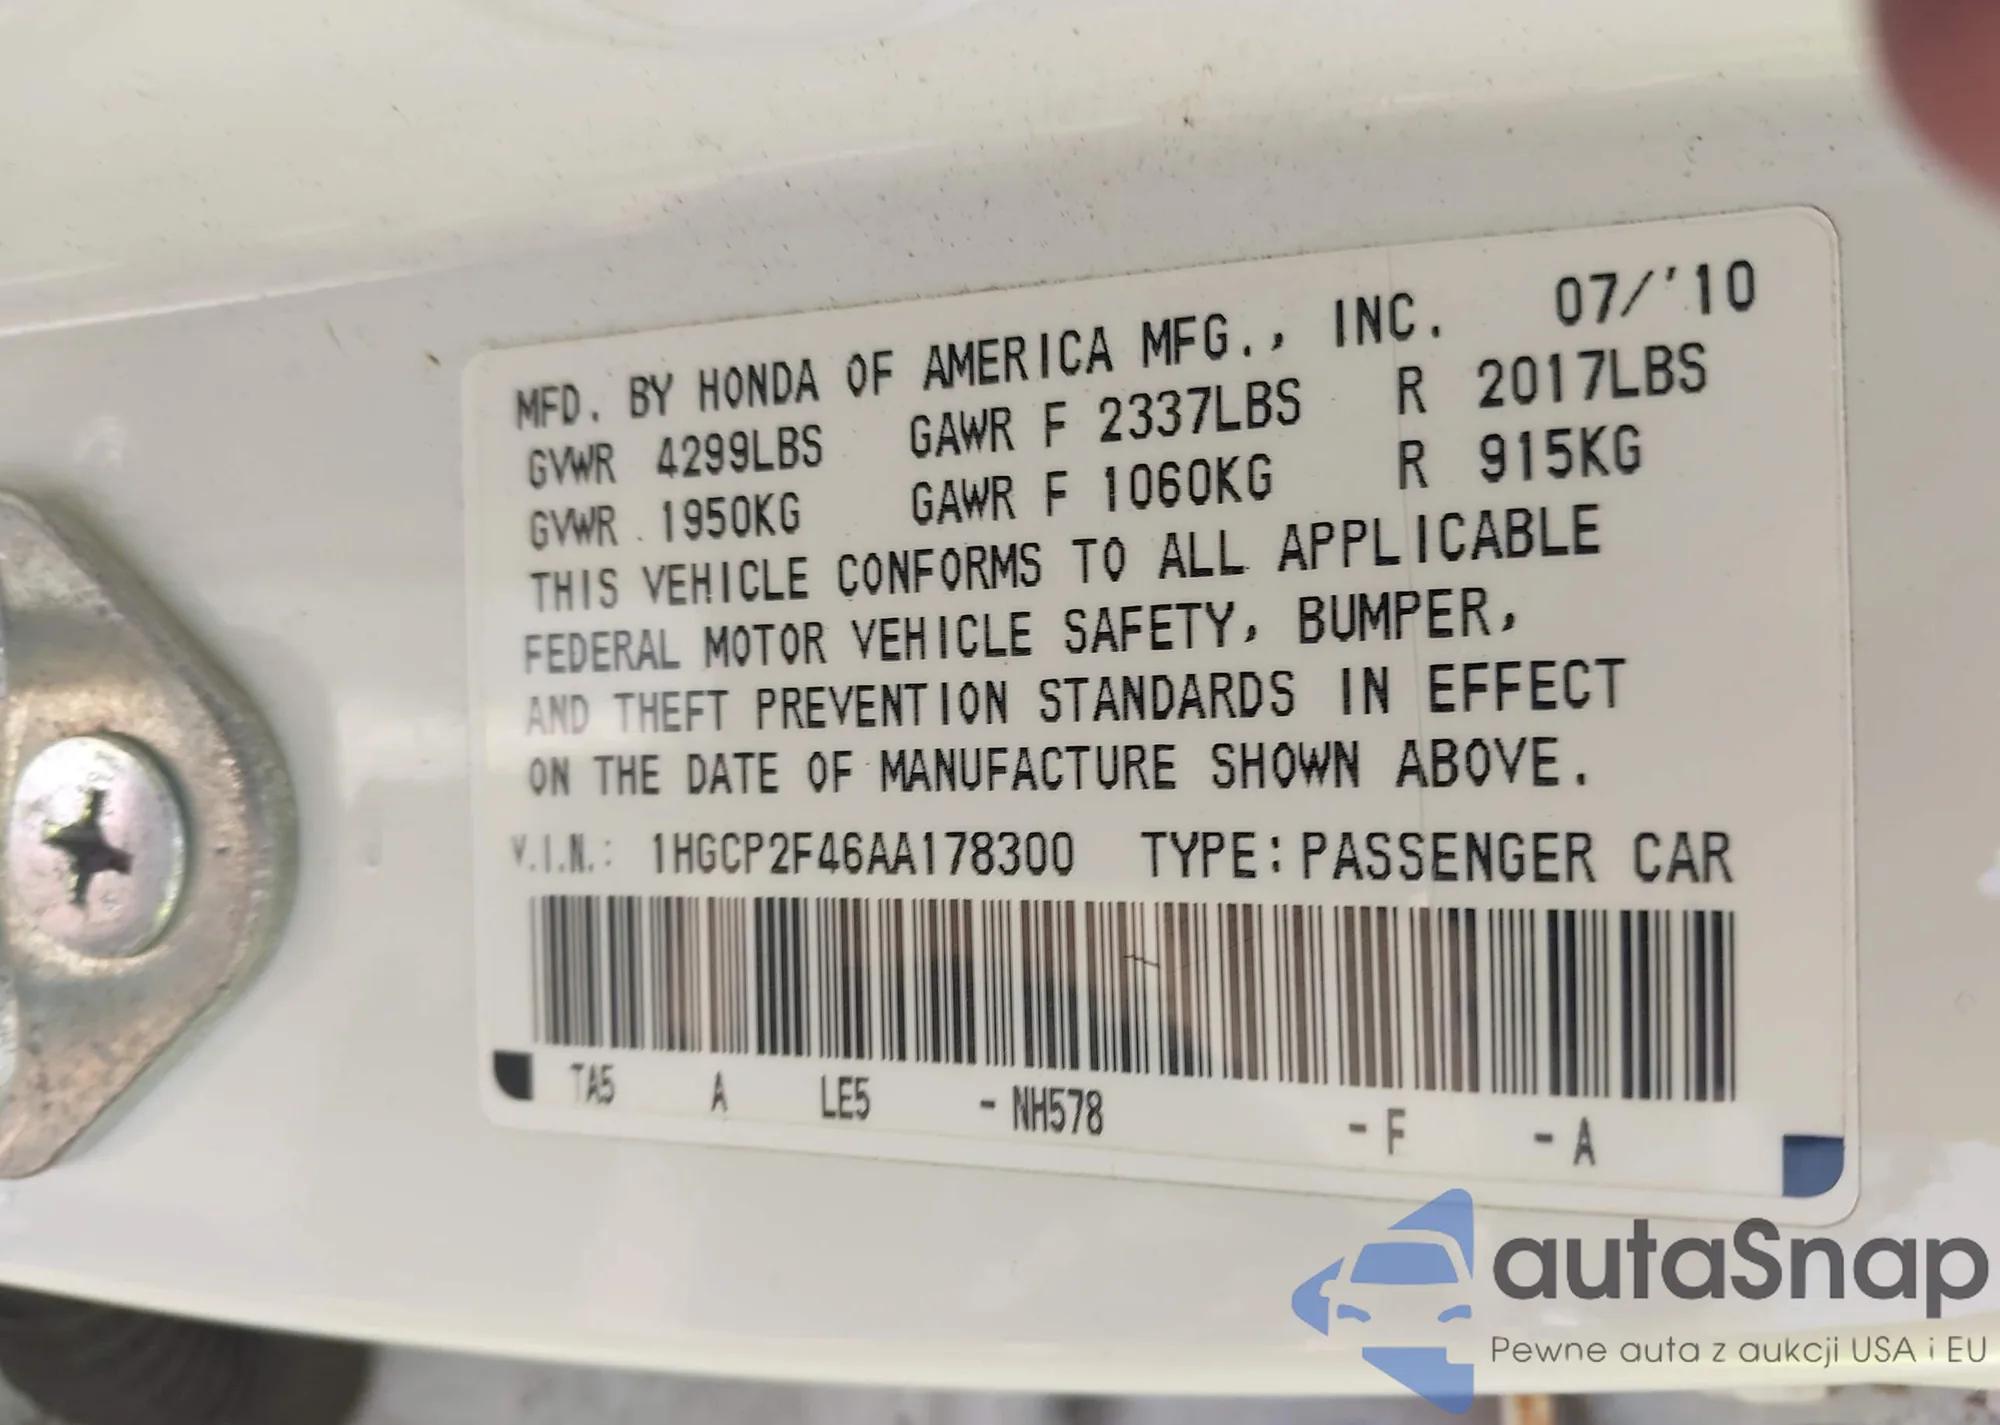 MFD. BY HONDA OF AMERICA MFG., INC. 07/'10
GVWR 4299LBS GAWR F 2337LBS R 2017LBS
GVWR 1950KG GAWR F 1060KG R 915KG
THIS VEHICLE CONFORMS TO ALL APPLICABLE
FEDERAL MOTOR VEHICLE SAFETY, BUMPER,
AND THEFT PREVENTION STANDARDS IN EFFECT
ON THE DATE OF MANUFACTURE SHOWN ABOVE.
V.I.N.: 1HGCP2F46AA178300 TYPE: PASSENGER CAR
TA5 A LE5 - NH578 - F - A
autaSnap
Pewne auta z aukcji USA i EU